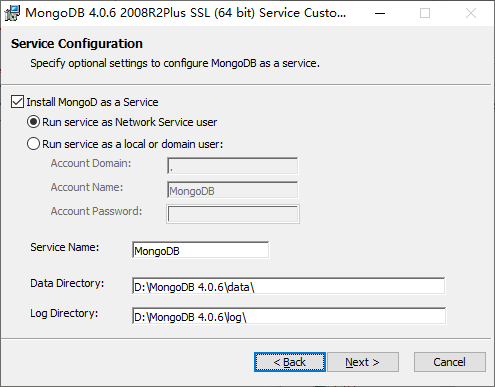 MongoDB 4.0.6 2008R2Plus SSL (64 bit) Service Custo...
Service Configuration
Specify optional settings to configure MongoDB as a service.
Install MongoD as a Service
Run service as Network Service user
Run service as a local or domain user:
Account Domain: .
Account Name: MongoDB
Account Password:
Service Name: MongoDB
Data Directory: D:\MongoDB 4.0.6\data\
Log Directory: D:\MongoDB 4.0.6\log\
< Back Next > Cancel